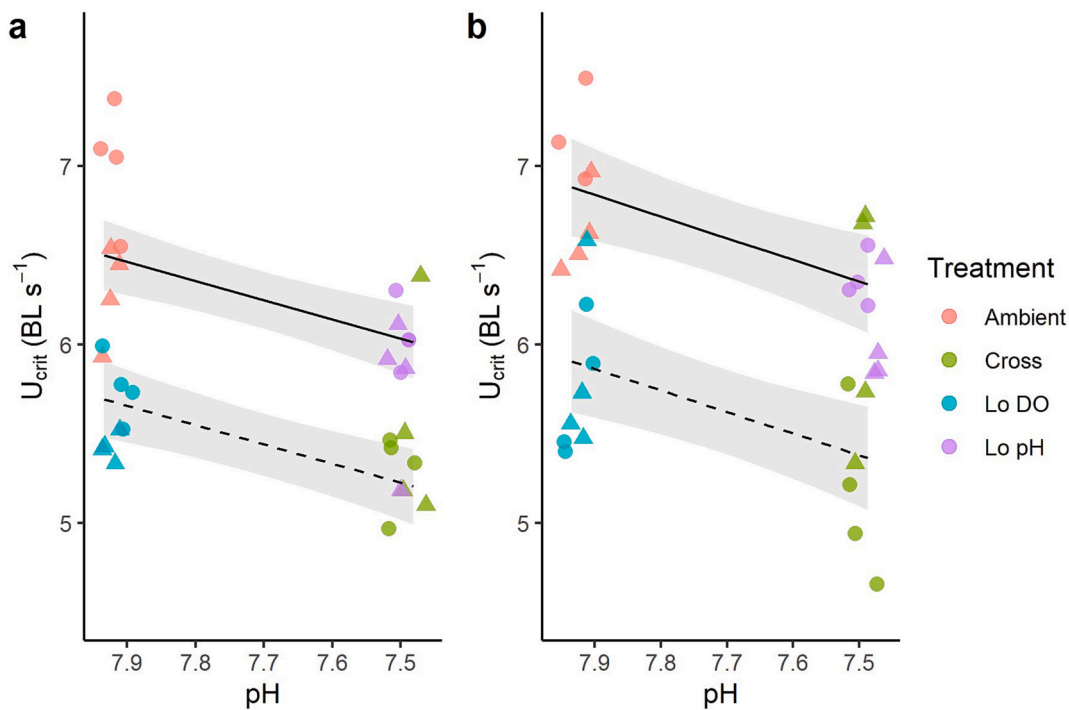 a
b
7
6
5
U_crit (BL s⁻¹)
7.9 7.8 7.7 7.6 7.5
pH
7
6
5
U_crit (BL s⁻¹)
7.9 7.8 7.7 7.6 7.5
pH
Treatment
Ambient
Cross
Lo DO
Lo pH